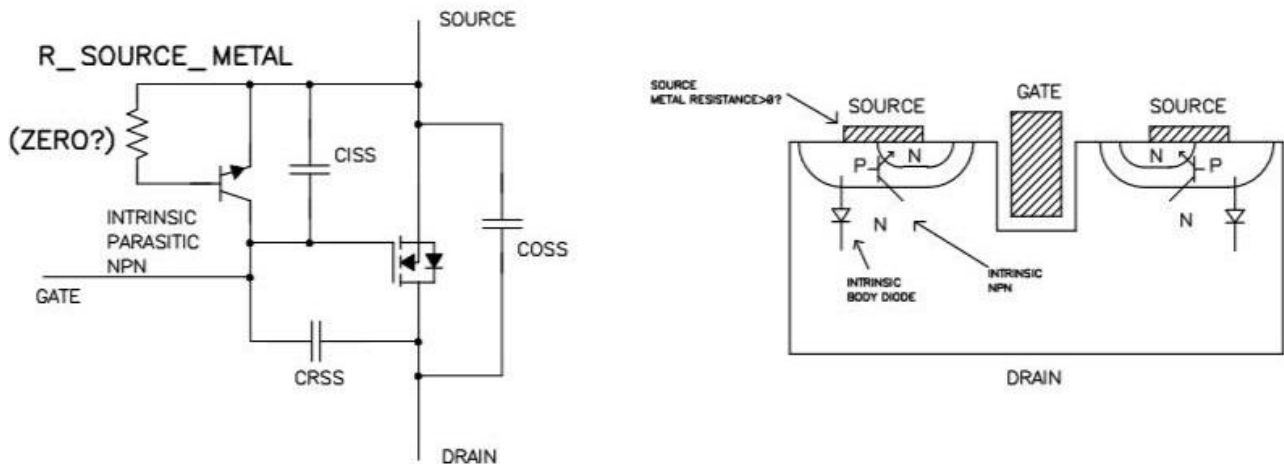 SOURCE
R_SOURCE_METAL
(ZERO?)
CISS
INTRINSIC
PARASITIC
NPN
COSS
GATE
CRSS
DRAIN
SOURCE
METAL RESISTANCE>0?
SOURCE
GATE
SOURCE
P
N
N
P
N
N
INTRINSIC
BODY DIODE
INTRINSIC
NPN
DRAIN